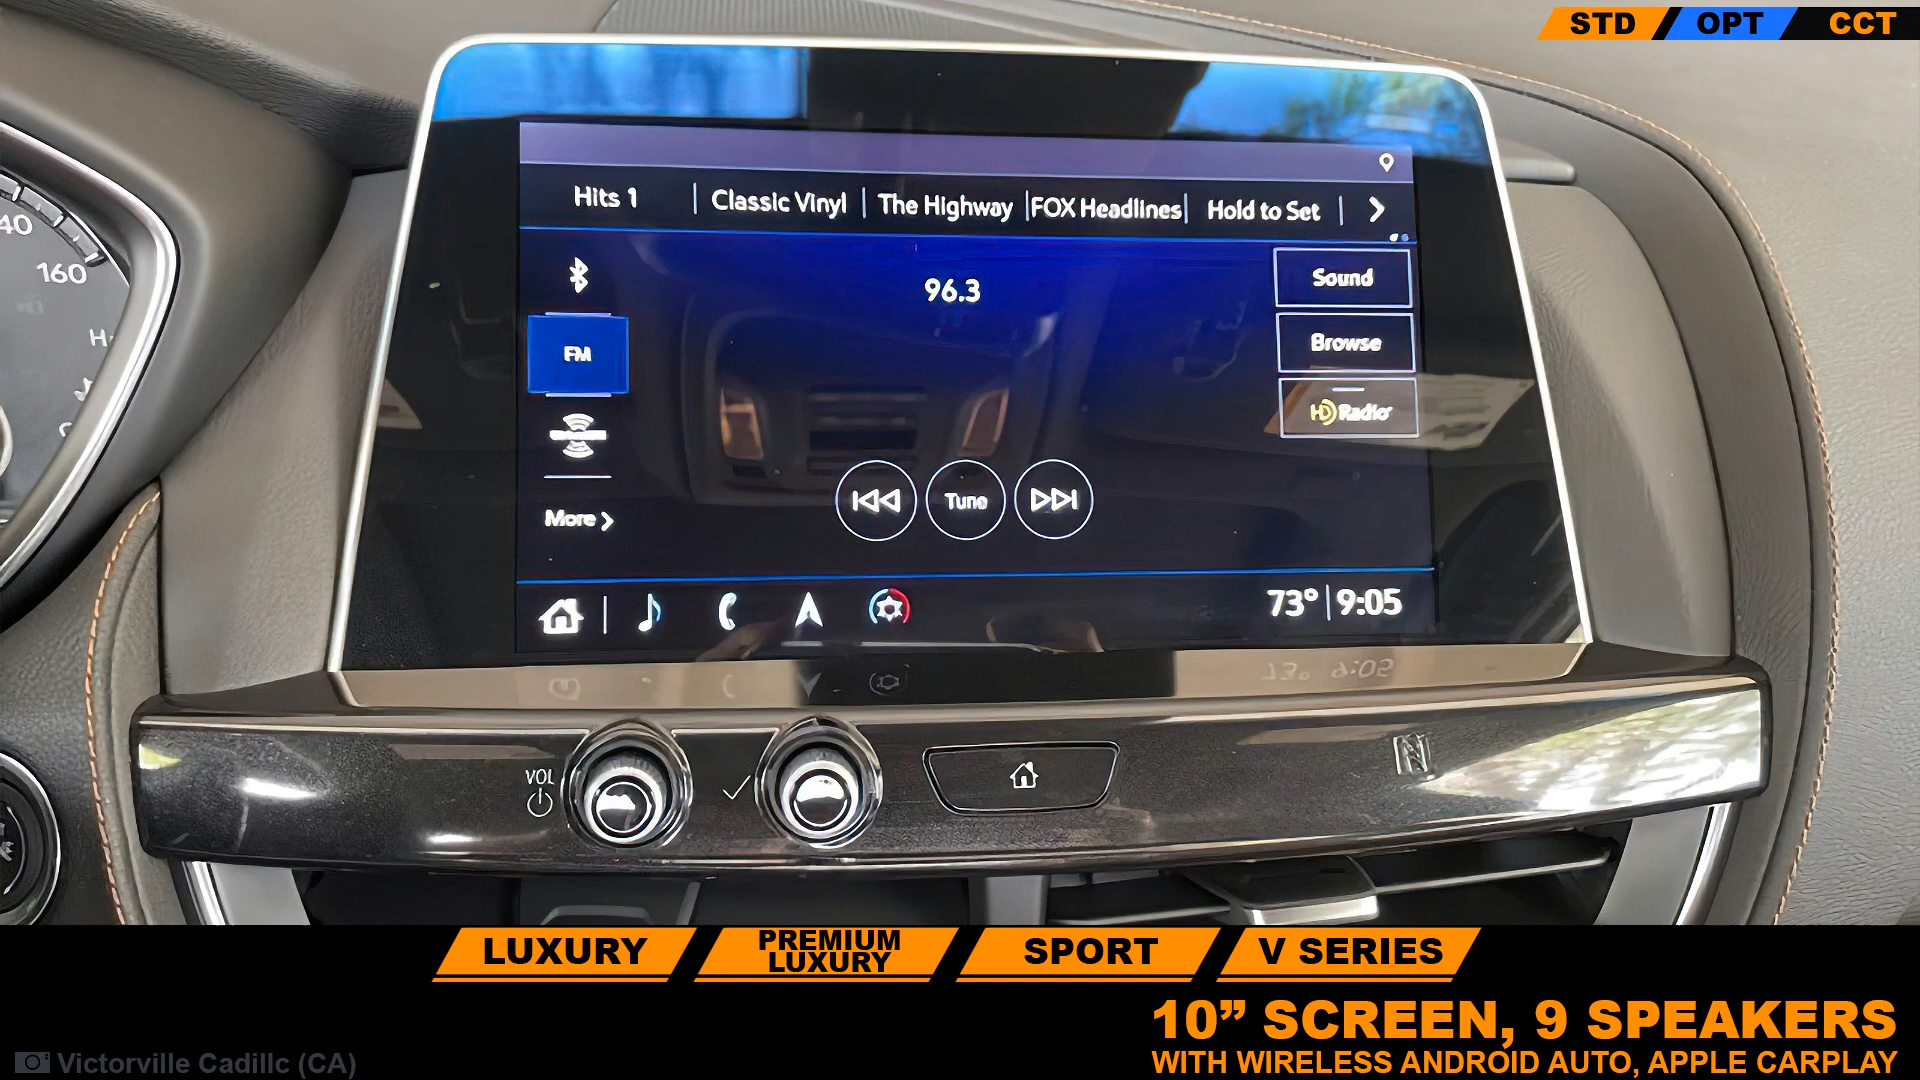 STD OPT CCT
Hits 1 Classic Vinyl The Highway FOX Headlines Hold to Set
40
160
96.3
Sound
FM
Browse
HD Radio
Tune
More
73° 9:05
VOL
LUXURY PREMIUM LUXURY SPORT V SERIES
10” SCREEN, 9 SPEAKERS
WITH WIRELESS ANDROID AUTO, APPLE CARPLAY
Victorville Cadillc (CA)